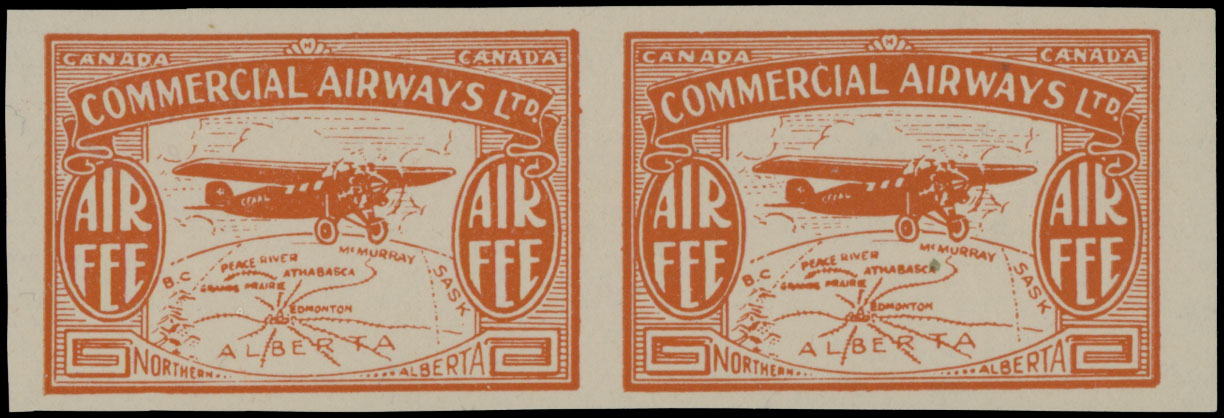 CANADA CANADA
COMMERCIAL AIRWAYS LTD.
AIR FEE
AIR FEE
McMURRAY
PEACE RIVER
ATHABASCA
B.C
SASK
GRANDE PRAIRIE
EDMONTON
ALBERTA
NORTHERN ALBERTA
CANADA CANADA
COMMERCIAL AIRWAYS LTD.
AIR FEE
AIR FEE
McMURRAY
PEACE RIVER
ATHABASCA
B.C
SASK
GRANDE PRAIRIE
EDMONTON
ALBERTA
NORTHERN ALBERTA